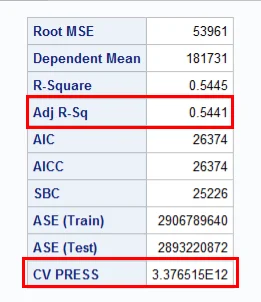 Root MSE 53961
Dependent Mean 181731
R-Square 0.5445
Adj R-Sq 0.5441
AIC 26374
AICC 26374
SBC 25226
ASE (Train) 2906789640
ASE (Test) 2893220872
CV PRESS 3.376515E12